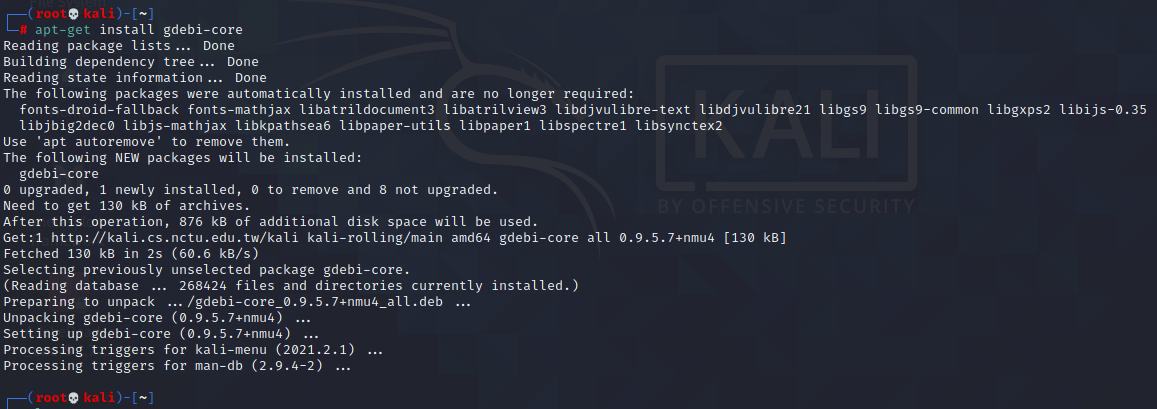 ┌──(root💀kali)-[~]
└─# apt-get install gdebi-core
Reading package lists... Done
Building dependency tree... Done
Reading state information... Done
The following packages were automatically installed and are no longer required:
  fonts-droid-fallback fonts-mathjax libatrildocument3 libatrilview3 libdjvulibre-text libdjvulibre21 libgs9 libgs9-common libgxps2 libijs-0.35
  libjbig2dec0 libjs-mathjax libkpathsea6 libpaper-utils libpaper1 libspectre1 libsynctex2
Use 'apt autoremove' to remove them.
The following NEW packages will be installed:
  gdebi-core
0 upgraded, 1 newly installed, 0 to remove and 8 not upgraded.
Need to get 130 kB of archives.
After this operation, 876 kB of additional disk space will be used.
Get:1 http://kali.cs.nctu.edu.tw/kali kali-rolling/main amd64 gdebi-core all 0.9.5.7+nmu4 [130 kB]
Fetched 130 kB in 2s (60.6 kB/s)
Selecting previously unselected package gdebi-core.
(Reading database ... 268424 files and directories currently installed.)
Preparing to unpack .../gdebi-core_0.9.5.7+nmu4_all.deb ...
Unpacking gdebi-core (0.9.5.7+nmu4) ...
Setting up gdebi-core (0.9.5.7+nmu4) ...
Processing triggers for kali-menu (2021.2.1) ...
Processing triggers for man-db (2.9.4-2) ...
┌──(root💀kali)-[~]
KALI
BY OFFENSIVE SECURITY